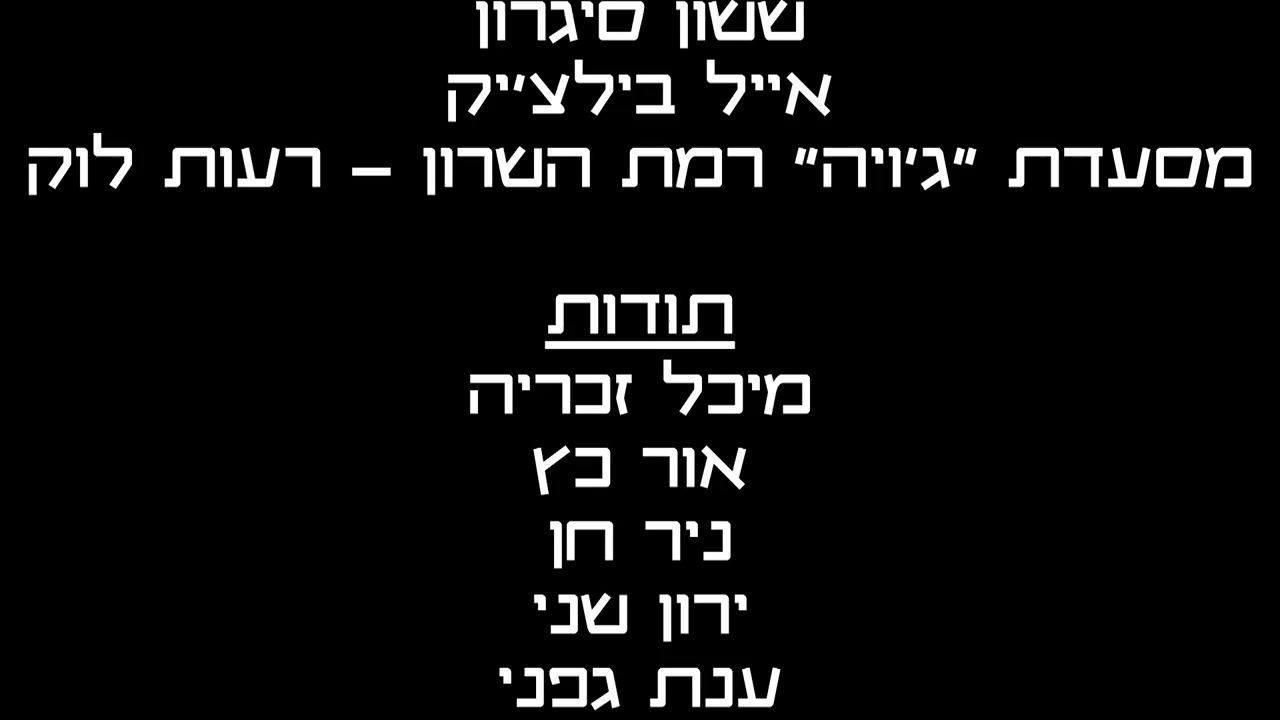 ששון סיגרון
אייל בילצ'יק
מסעדת "ג'ויה" רמת השרון – רעות לוק
תודות
מיכל זכריה
אור כץ
ניר חן
ירון שני
ענת גפני